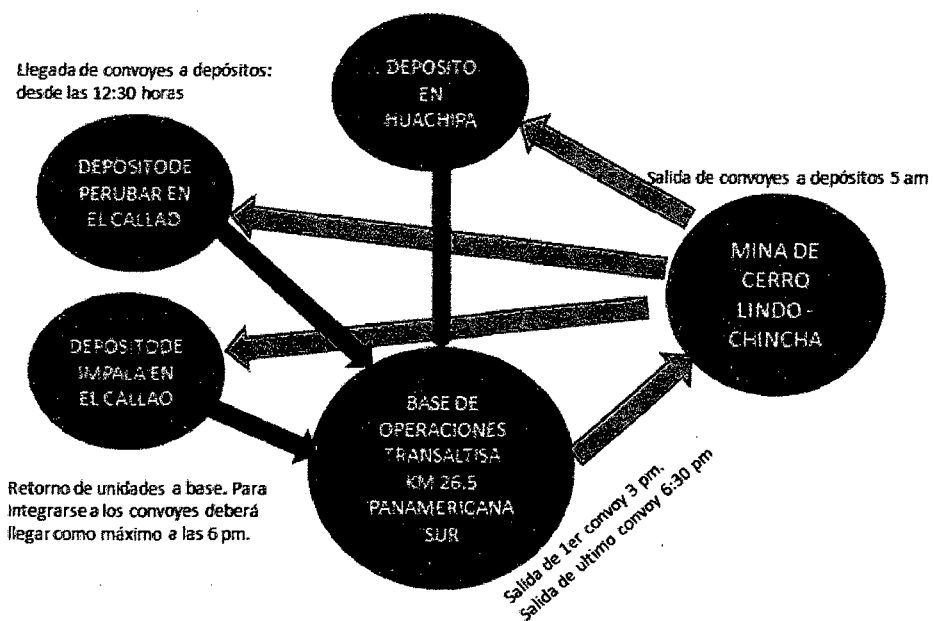 Llegada de convoyes a depósitos:
desde las 12:30 horas
DEPOSITO
EN
HUACHIPA
DEPOSITODE
PERUBAR EN
EL CALLAO
Salida de convoyes a depósitos 5 am
MINA DE
CERRO
LINDO -
CHINCHA
DEPOSITODE
IMPALA EN
EL CALLAO
BASE DE
OPERACIONES
TRANSALTISA
KM 26.5
PANAMERICANA
SUR
Retorno de unidades a base. Para
integrarse a los convoyes deberá
llegar como máximo a las 6 pm.
Salida de 1er convoy 3 pm.
Salida de ultimo convoy 6:30 pm